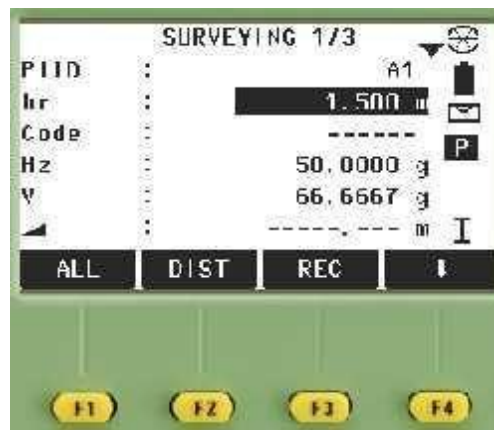 SURVEYING 1/3
PtID : A1
hr : 1.500 m
Code : ------
Hz : 50.0000 g
V : 66.6667 g
: -----.--- m
P
I
ALL DIST REC
F1 F2 F3 F4